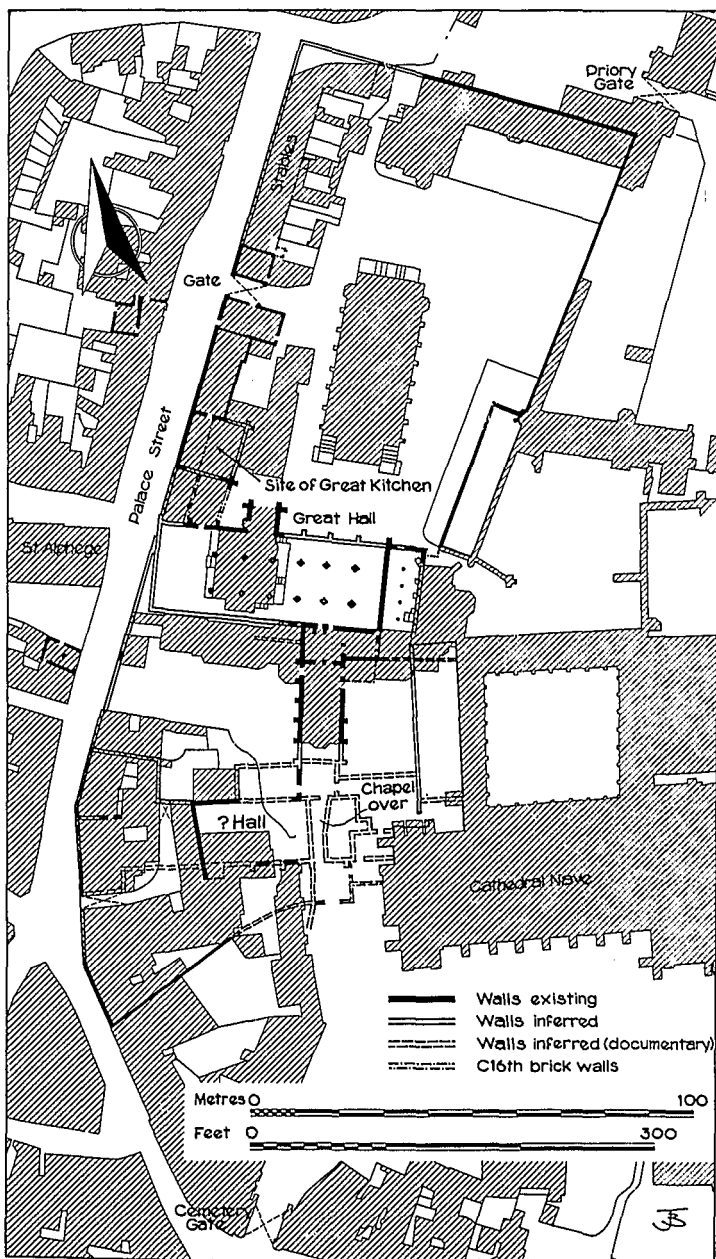 Priory
Gate
Stables
Gate
Palace Street
Site of Great Kitchen
Great Hall
St Alphege
Chapel
over
? Hall
Cathedral Nave
Walls existing
Walls inferred
Walls inferred (documentary)
C16th brick walls
Metres 0 100
Feet 0 300
Cemetery
Gate